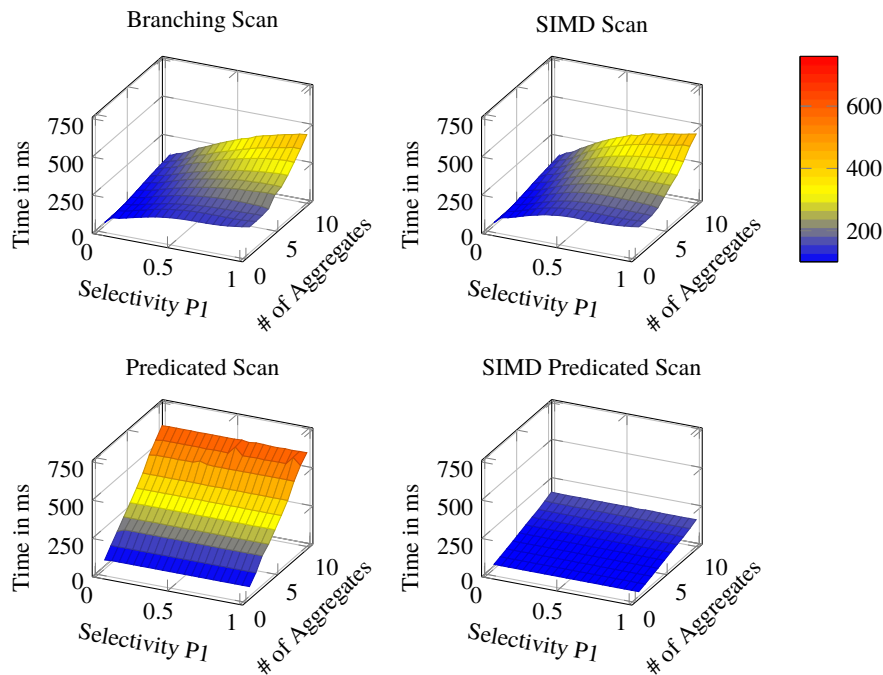 Branching Scan
SIMD Scan
750
500
250
0
Time in ms
0
0.5
1
Selectivity P1
0
5
10
# of Aggregates
750
500
250
0
Time in ms
0
0.5
1
Selectivity P1
0
5
10
# of Aggregates
600
400
200
Predicated Scan
SIMD Predicated Scan
750
500
250
0
Time in ms
0
0.5
1
Selectivity P1
0
5
10
# of Aggregates
750
500
250
0
Time in ms
0
0.5
1
Selectivity P1
0
5
10
# of Aggregates